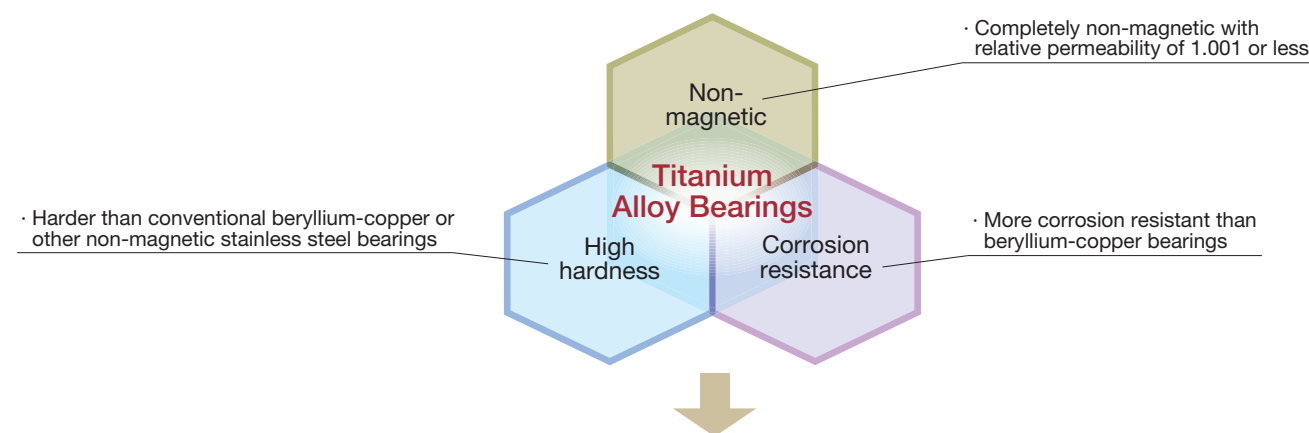 · Completely non-magnetic with
relative permeability of 1.001 or less
Non-
magnetic
Titanium
Alloy Bearings
· Harder than conventional beryllium-copper or
other non-magnetic stainless steel bearings
High
hardness
Corrosion
resistance
· More corrosion resistant than
beryllium-copper bearings